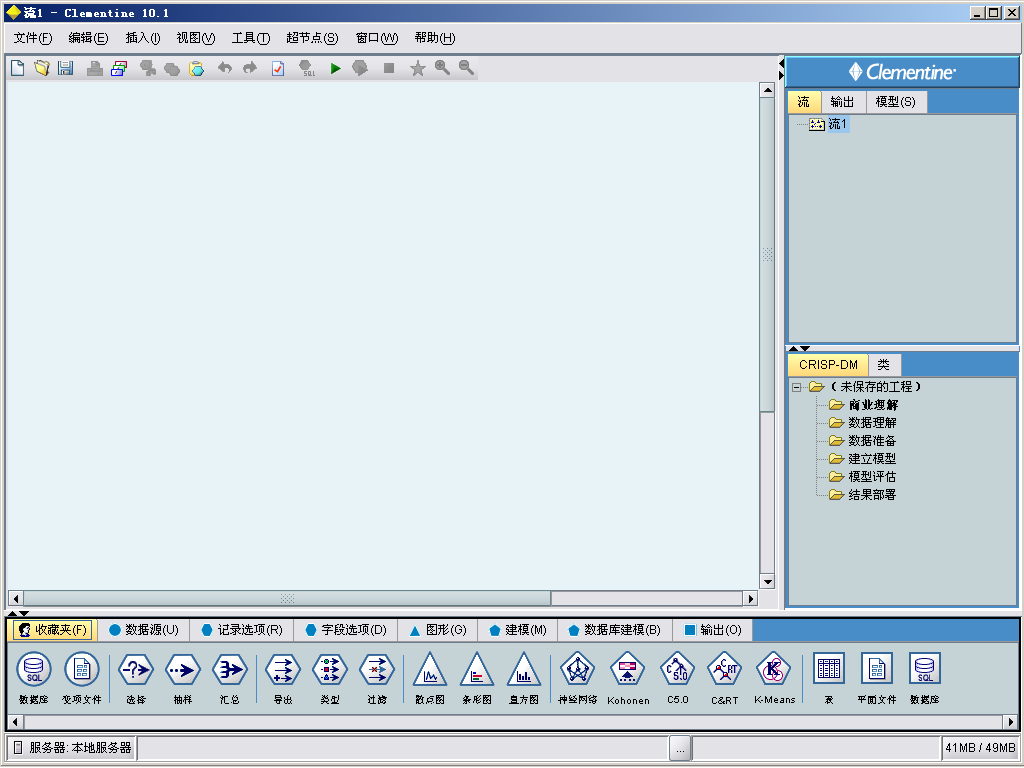 流1 - Clementine 10.1
文件(F) 编辑(E) 插入(I) 视图(V) 工具(T) 超节点(S) 窗口(W) 帮助(H)
SQL
Clementine
流 输出 模型(S)
流1
CRISP-DM 类
(未保存的工程)
商业理解
数据理解
数据准备
建立模型
模型评估
结果部署
收藏夹(F) 数据源(U) 记录选项(R) 字段选项(D) 图形(G) 建模(M) 数据库建模(B) 输出(O)
SQL C5.0 C&RT K SQL
数据库 变项文件 选择 抽样 汇总 导出 类型 过滤 散点图 条形图 直方图 神经网络 Kohonen C5.0 C&RT K-Means 表 平面文件 数据库
服务器: 本地服务器 ... 41MB / 49MB